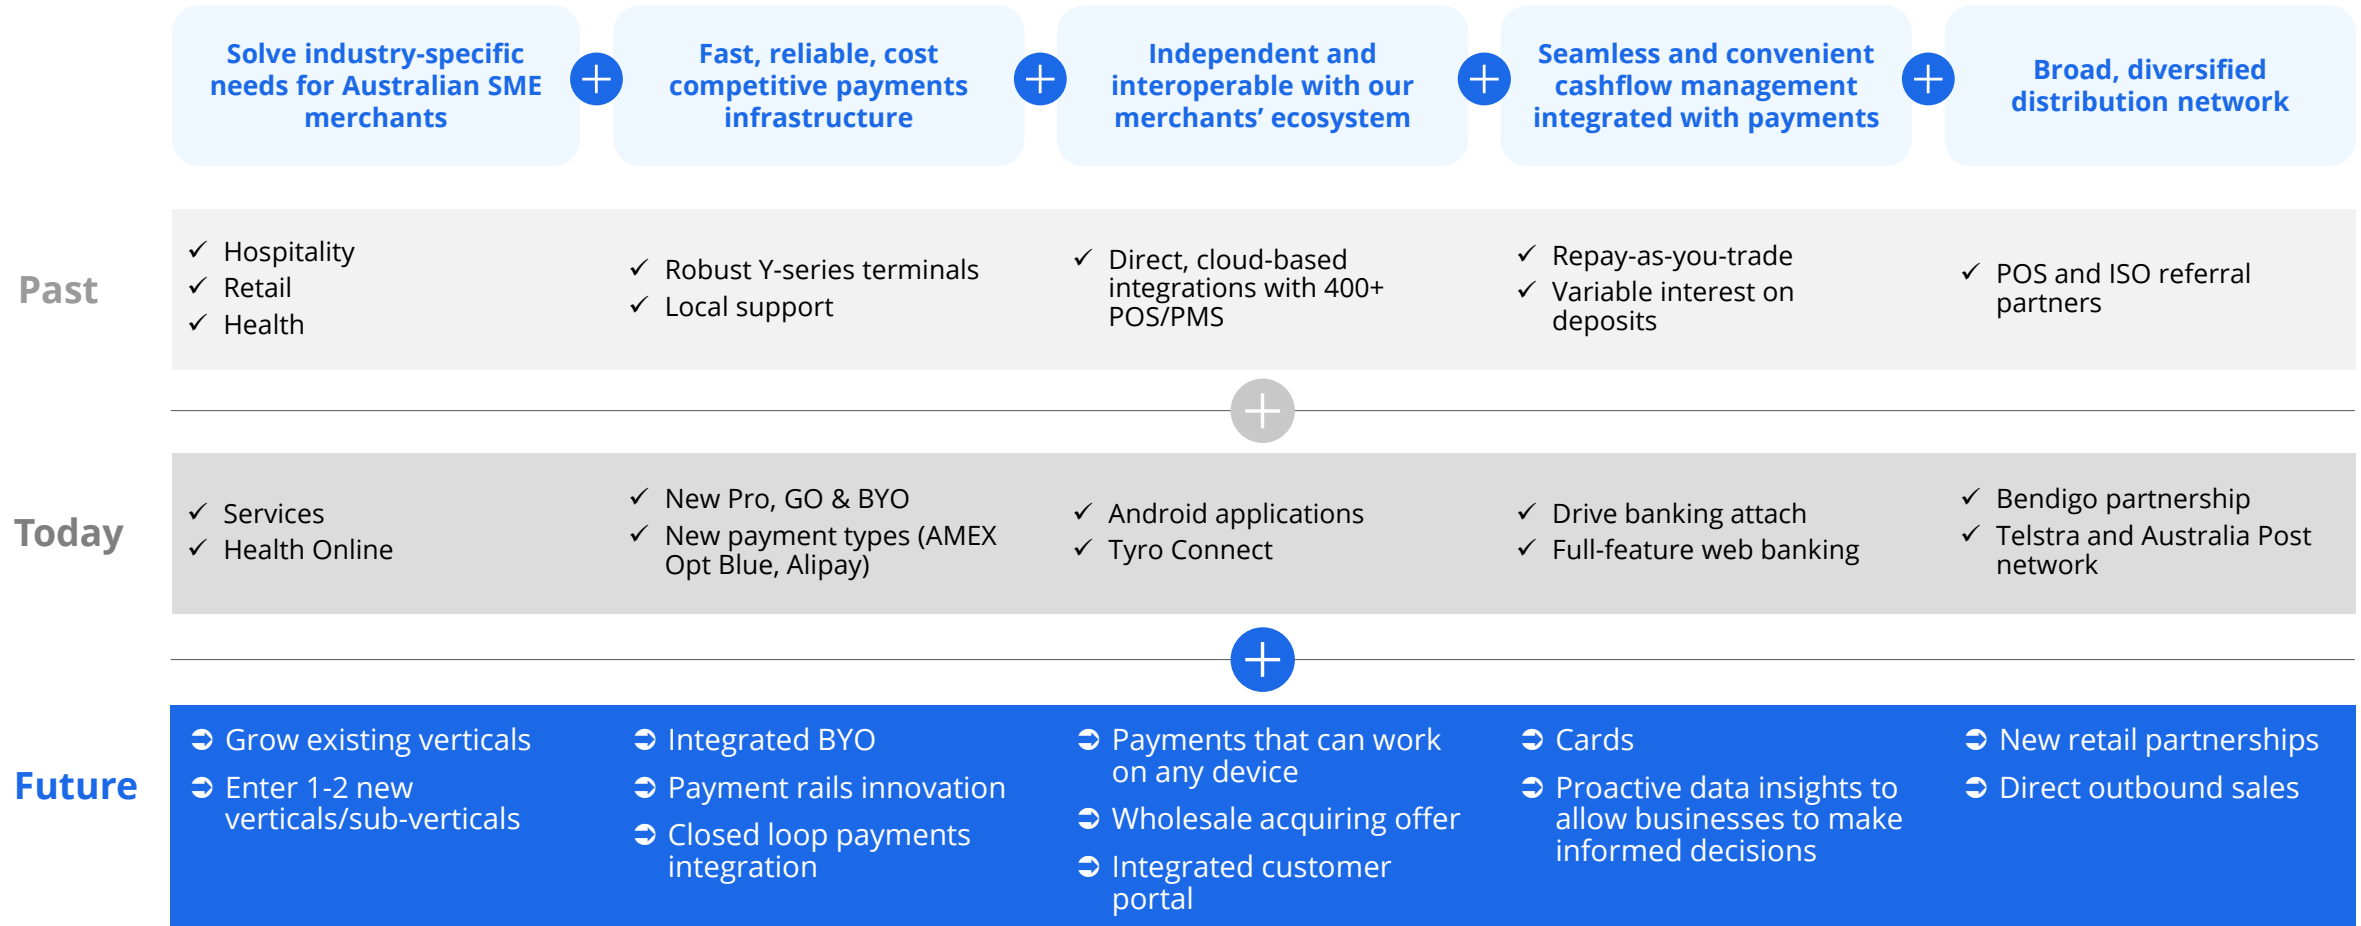 Solve industry-specific
needs for Australian SME
merchants
Fast, reliable, cost
competitive payments
infrastructure
Independent and
interoperable with our
merchants’ ecosystem
Seamless and convenient
cashflow management
integrated with payments
Broad, diversified
distribution network
Past
✓ Hospitality
✓ Retail
✓ Health
✓ Robust Y-series terminals
✓ Local support
✓ Direct, cloud-based
integrations with 400+
POS/PMS
✓ Repay-as-you-trade
✓ Variable interest on
deposits
✓ POS and ISO referral
partners
Today
✓ Services
✓ Health Online
✓ New Pro, GO & BYO
✓ New payment types (AMEX
Opt Blue, Alipay)
✓ Android applications
✓ Tyro Connect
✓ Drive banking attach
✓ Full-feature web banking
✓ Bendigo partnership
✓ Telstra and Australia Post
network
Future
➲ Grow existing verticals
➲ Enter 1-2 new
verticals/sub-verticals
➲ Integrated BYO
➲ Payment rails innovation
➲ Closed loop payments
integration
➲ Payments that can work
on any device
➲ Wholesale acquiring offer
➲ Integrated customer
portal
➲ Cards
➲ Proactive data insights to
allow businesses to make
informed decisions
➲ New retail partnerships
➲ Direct outbound sales